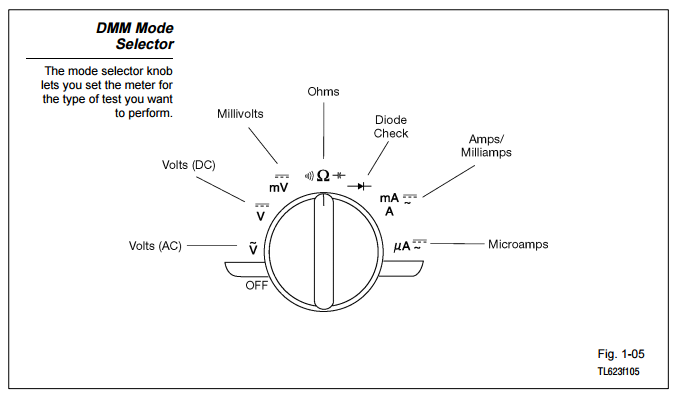 DMM Mode
Selector
The mode selector knob
lets you set the meter for
the type of test you want
to perform.
Ohms
Millivolts
Diode
Check
Amps/
Milliamps
Volts (DC)
mV
Ω
mA
A
V
Volts (AC)
V
μA
Microamps
OFF
Fig. 1-05
TL623f105